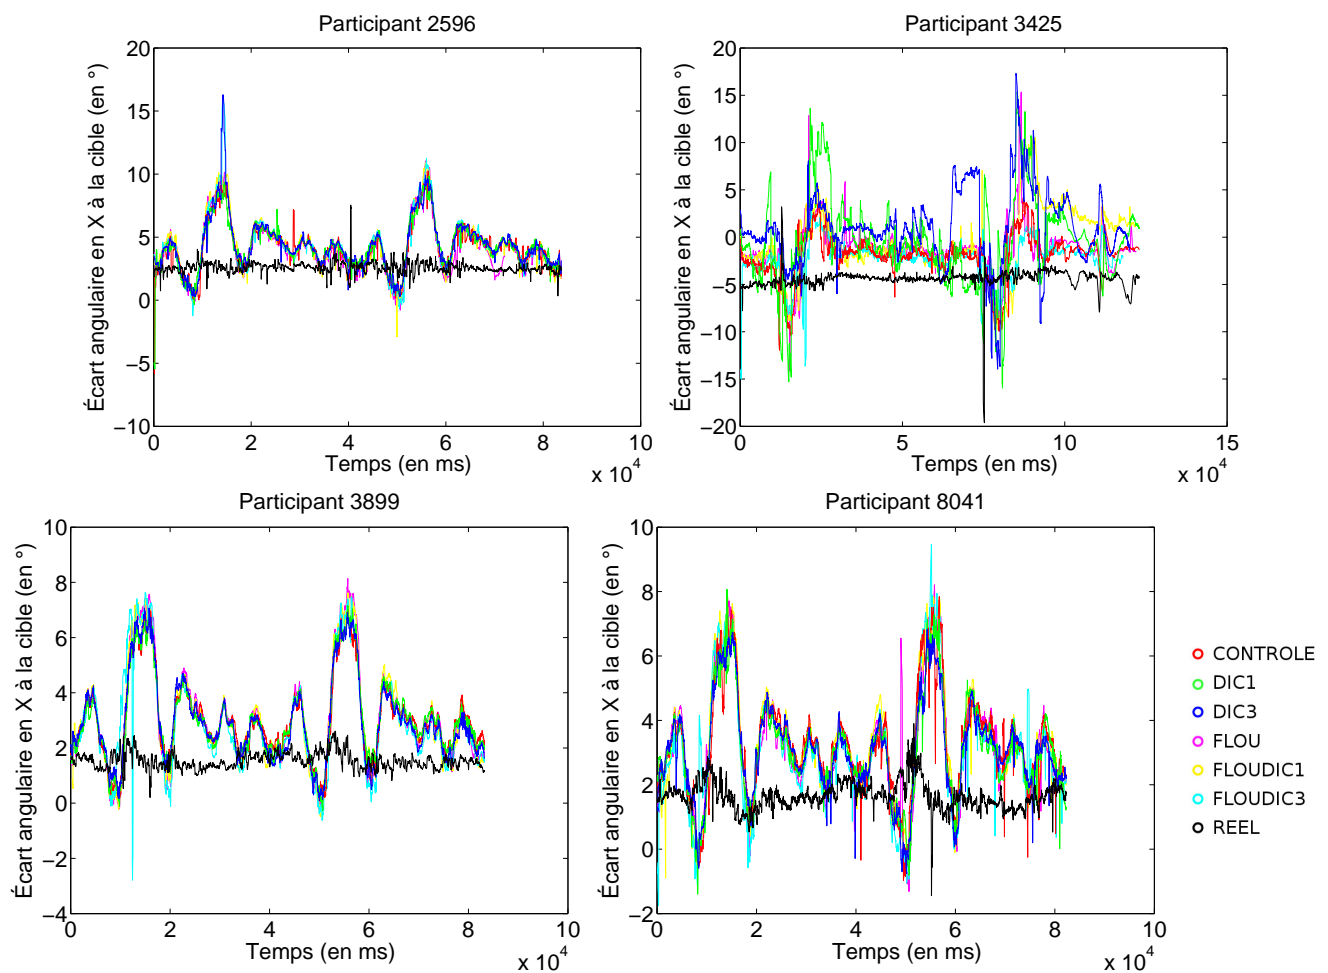 Participant 2596
Écart angulaire en X à la cible (en °)
20
15
10
5
0
−5
−10
0 2 4 6 8 10
Temps (en ms)
x 10^4
Participant 3425
Écart angulaire en X à la cible (en °)
20
15
10
5
0
−5
−10
−15
−20
0 5 10 15
Temps (en ms)
x 10^4
Participant 3899
Écart angulaire en X à la cible (en °)
10
8
6
4
2
0
−2
−4
0 2 4 6 8 10
Temps (en ms)
x 10^4
Participant 8041
Écart angulaire en X à la cible (en °)
10
8
6
4
2
0
−2
0 2 4 6 8 10
Temps (en ms)
x 10^4
CONTROLE
DIC1
DIC3
FLOU
FLOUDIC1
FLOUDIC3
REEL